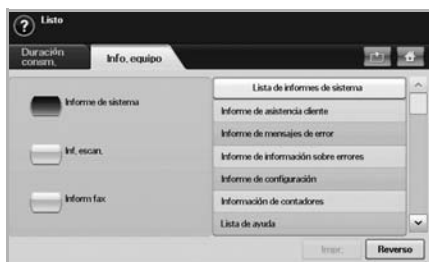 Listo
Duración
consm.
Info. equipo
Informe de sistema
Inf. escan.
Inform fax
Lista de informes de sistema
Informe de asistencia cliente
Informe de mensajes de error
Informe de información sobre errores
Informe de configuración
Información de contadores
Lista de ayuda
Impr.
Reverso